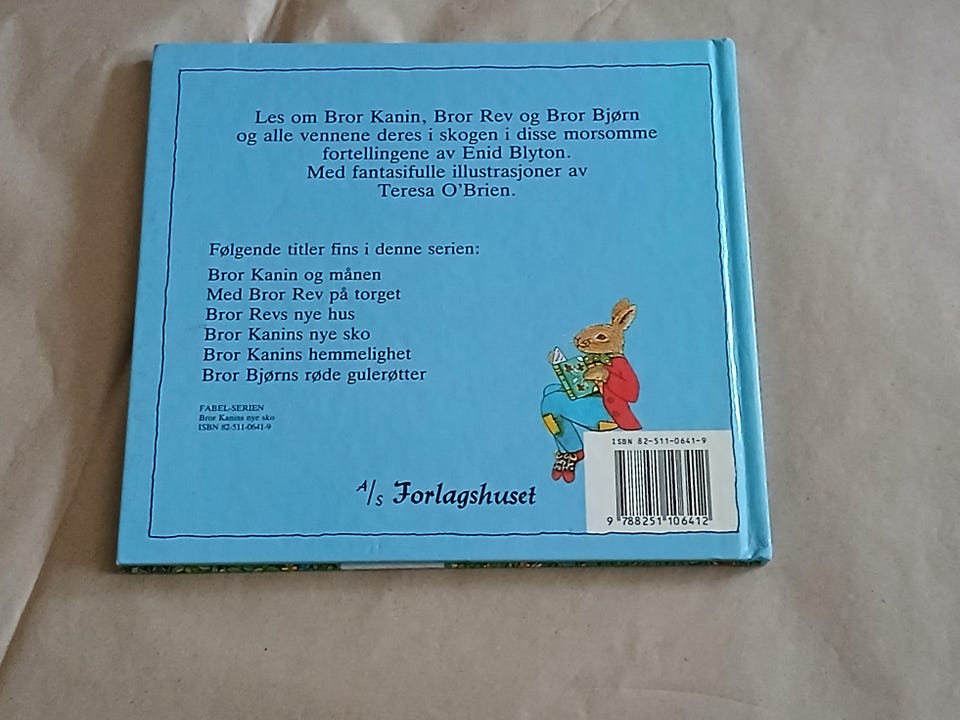 Les om Bror Kanin, Bror Rev og Bror Bjørn
og alle vennene deres i skogen i disse morsomme
fortellingene av Enid Blyton.
Med fantasifulle illustrasjoner av
Teresa O'Brien.
Følgende titler fins i denne serien:
Bror Kanin og månen
Med Bror Rev på torget
Bror Revs nye hus
Bror Kanins nye sko
Bror Kanins hemmelighet
Bror Bjørns røde gulerøtter
FABEL-SERIEN
Bror Kanins nye sko
ISBN 82-511-0641-9
A/S Forlagshuset
ISBN 82-511-0641-9
9 788251 106412